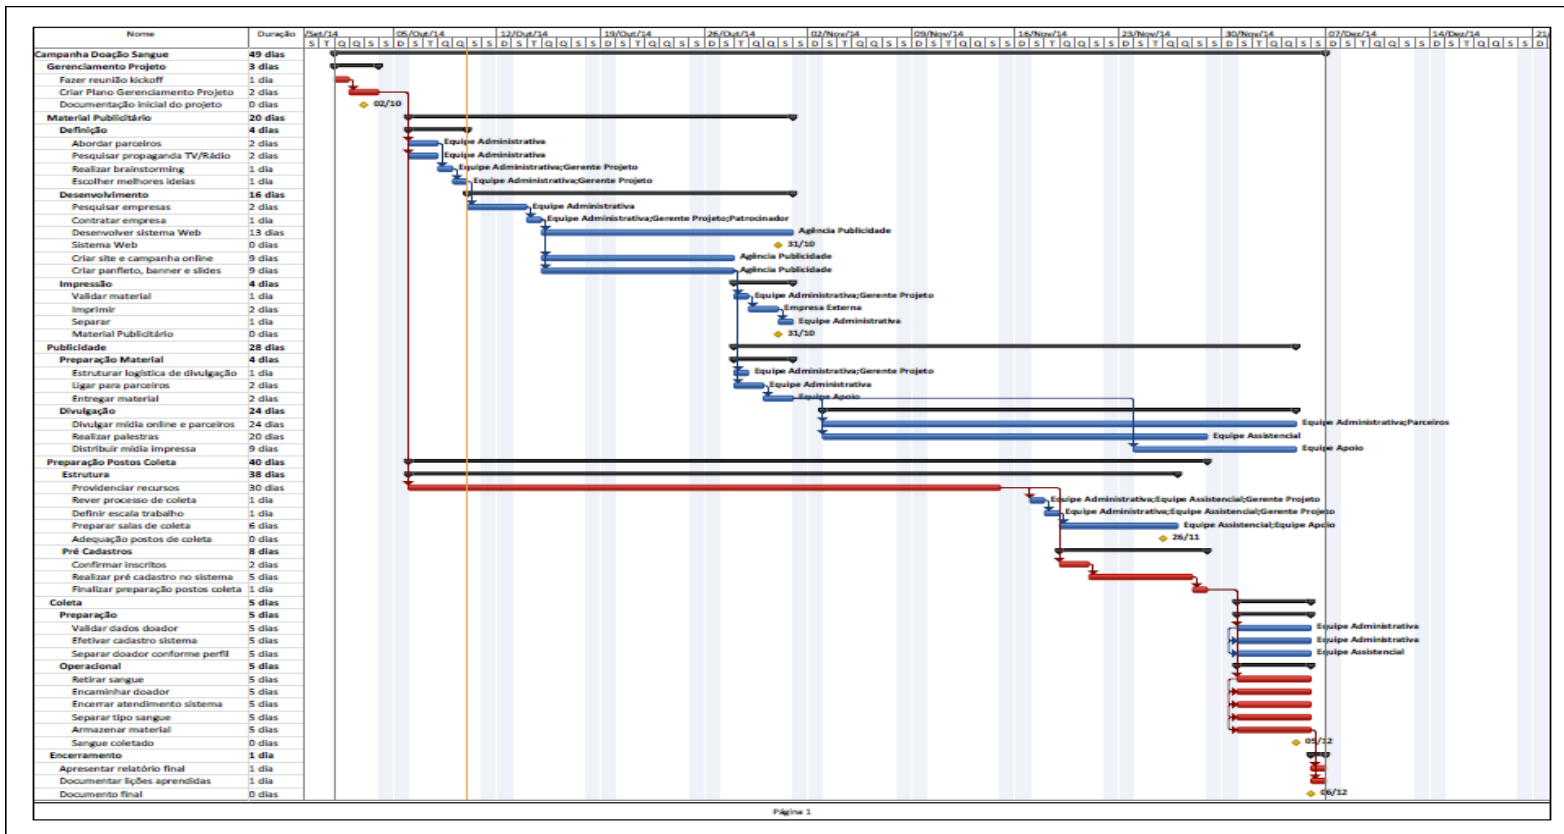 Nome Duração /Set/14 05/Out/14 12/Out/14 19/Out/14 26/Out/14 02/Nov/14 09/Nov/14 16/Nov/14 23/Nov/14 30/Nov/14 07/Dez/14 14/Dez/14 21/
S T Q Q S S D S T Q Q S S D S T Q Q S S D S T Q Q S S D S T Q Q S S D S T Q Q S S D S T Q Q S S D S T Q Q S S D S T Q Q S S D S T Q Q S S D S T Q Q S S D S T Q Q S S D
Campanha Doação Sangue 49 dias
Gerenciamento Projeto 3 dias
Fazer reunião kickoff 1 dia
Criar Plano Gerenciamento Projeto 2 dias
Documentação inicial do projeto 0 dias 02/10
Material Publicitário 20 dias
Definição 4 dias
Abordar parceiros 2 dias Equipe Administrativa
Pesquisar propaganda TV/Rádio 2 dias Equipe Administrativa
Realizar brainstorming 1 dia Equipe Administrativa;Gerente Projeto
Escolher melhores ideias 1 dia Equipe Administrativa;Gerente Projeto
Desenvolvimento 16 dias
Pesquisar empresas 2 dias Equipe Administrativa
Contratar empresa 1 dia Equipe Administrativa;Gerente Projeto;Patrocinador
Desenvolver sistema Web 13 dias Agência Publicidade
Sistema Web 0 dias 31/10
Criar site e campanha online 9 dias Agência Publicidade
Criar panfleto, banner e slides 9 dias Agência Publicidade
Impressão 4 dias
Validar material 1 dia Equipe Administrativa;Gerente Projeto
Imprimir 2 dias Empresa Externa
Separar 1 dia Equipe Administrativa
Material Publicitário 0 dias 31/10
Publicidade 28 dias
Preparação Material 4 dias
Estruturar logística de divulgação 1 dia Equipe Administrativa;Gerente Projeto
Ligar para parceiros 2 dias Equipe Administrativa
Entregar material 2 dias Equipe Apoio
Divulgação 24 dias
Divulgar mídia online e parceiros 24 dias Equipe Administrativa;Parceiros
Realizar palestras 20 dias Equipe Assistencial
Distribuir mídia impressa 9 dias Equipe Apoio
Preparação Postos Coleta 40 dias
Estrutura 38 dias
Providenciar recursos 30 dias
Rever processo de coleta 1 dia Equipe Administrativa;Equipe Assistencial;Gerente Projeto
Definir escala trabalho 1 dia Equipe Administrativa;Equipe Assistencial;Gerente Projeto
Preparar salas de coleta 6 dias Equipe Assistencial;Equipe Apoio
Adequação postos de coleta 0 dias 26/11
Pré Cadastros 8 dias
Confirmar inscritos 2 dias
Realizar pré cadastro no sistema 5 dias
Finalizar preparação postos coleta 1 dia
Coleta 5 dias
Preparação 5 dias
Validar dados doador 5 dias Equipe Administrativa
Efetivar cadastro sistema 5 dias Equipe Administrativa
Separar doador conforme perfil 5 dias Equipe Assistencial
Operacional 5 dias
Retirar sangue 5 dias
Encaminhar doador 5 dias
Encerrar atendimento sistema 5 dias
Separar tipo sangue 5 dias
Armazenar material 5 dias
Sangue coletado 0 dias 05/12
Encerramento 1 dia
Apresentar relatório final 1 dia
Documentar lições aprendidas 1 dia
Documento final 0 dias 06/12
Página 1